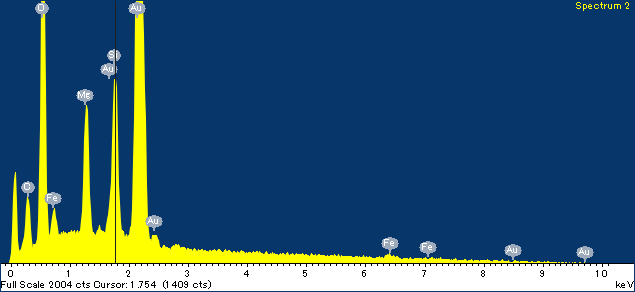 Spectrum 2
O Au
Si
Au
Mg
C Fe
Au
Fe Fe Au Au
0 1 2 3 4 5 6 7 8 9 10
Full Scale 2004 cts Cursor: 1.754 (1409 cts) keV